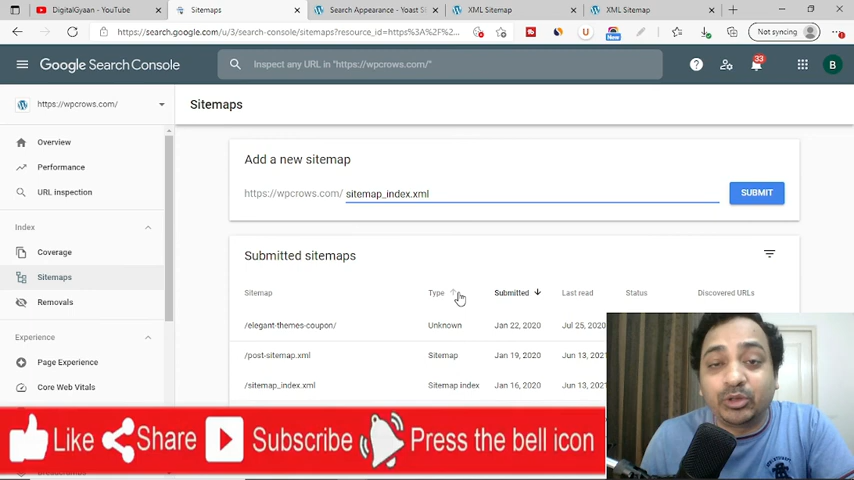 DigitalGyaan - YouTube
Sitemaps
Search Appearance - Yoast S
XML Sitemap
XML Sitemap
https://search.google.com/u/3/search-console/sitemaps?resource_id=https%3A%2F%2F...
New
Not syncing
Google Search Console
Inspect any URL in "https://wpcrows.com/"
33
B
https://wpcrows.com/
Sitemaps
Overview
Performance
URL inspection
Index
Coverage
Sitemaps
Removals
Experience
Page Experience
Core Web Vitals
Add a new sitemap
https://wpcrows.com/ sitemap_index.xml
SUBMIT
Submitted sitemaps
Sitemap Type Submitted Last read Status Discovered URLs
/elegant-themes-coupon/ Unknown Jan 22, 2020 Jul 25, 2020
/post-sitemap.xml Sitemap Jan 19, 2020 Jun 13, 2021
/sitemap_index.xml Sitemap index Jan 16, 2020 Jun 13, 2021
Like Share Subscribe Press the bell icon